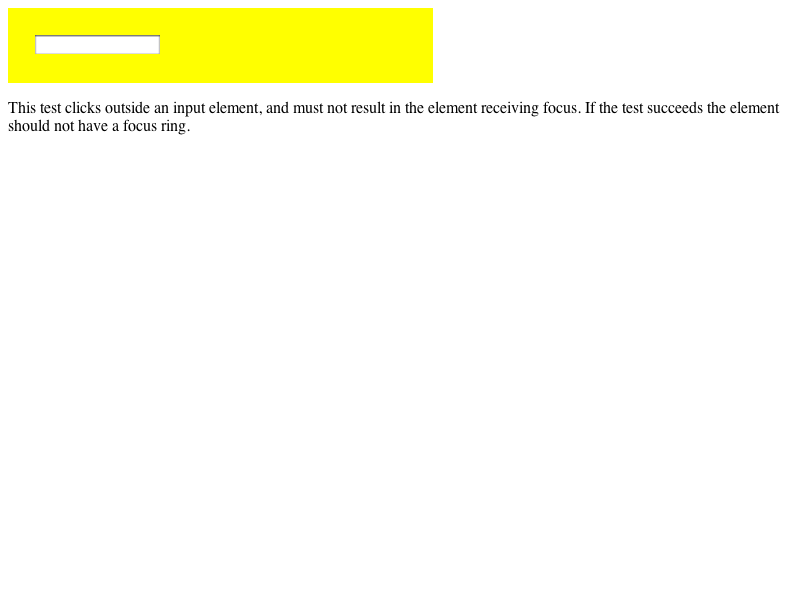 This test clicks outside an input element, and must not result in the element receiving focus. If the test succeeds the element
should not have a focus ring.